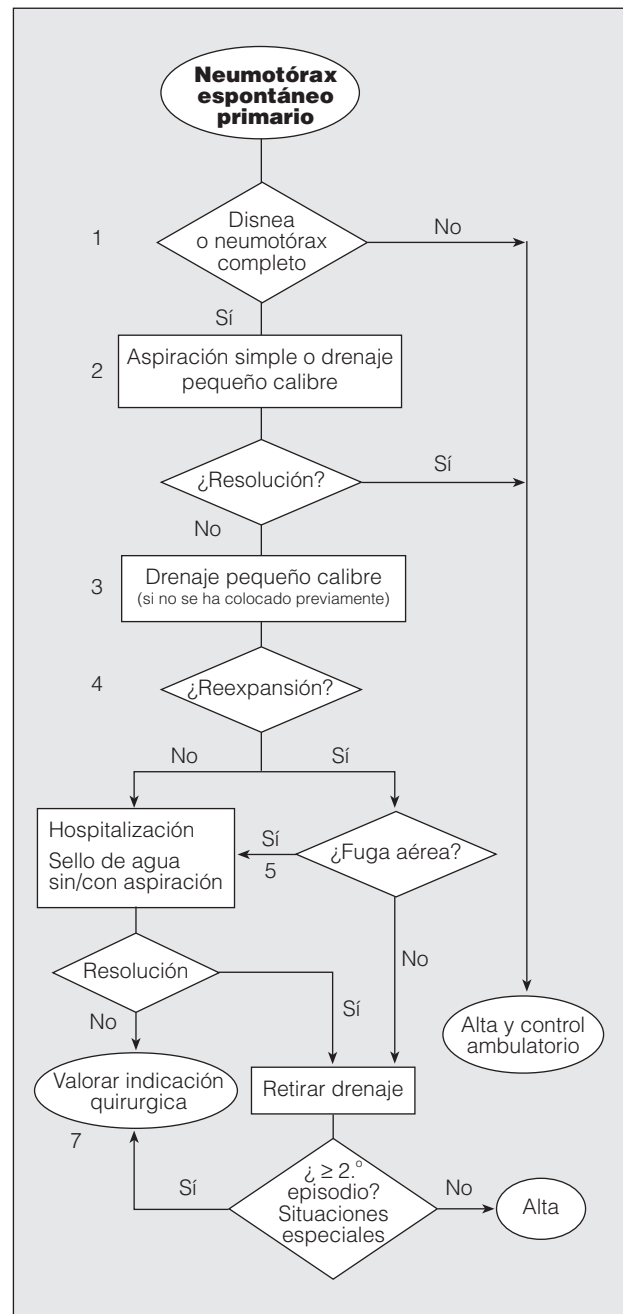 Neumotórax
espontáneo
primario
1
Disnea
o neumotórax
completo
No
Sí
2
Aspiración simple o drenaje
pequeño calibre
¿Resolución?
Sí
No
3
Drenaje pequeño calibre
(si no se ha colocado previamente)
4
¿Reexpansión?
No
Sí
Hospitalización
Sello de agua
sin/con aspiración
Sí
5
¿Fuga aérea?
No
Resolución
Sí
No
Alta y control
ambulatorio
Valorar indicación
quirurgica
7
Retirar drenaje
¿ ≥ 2.º
episodio?
Situaciones
especiales
Sí
No
Alta